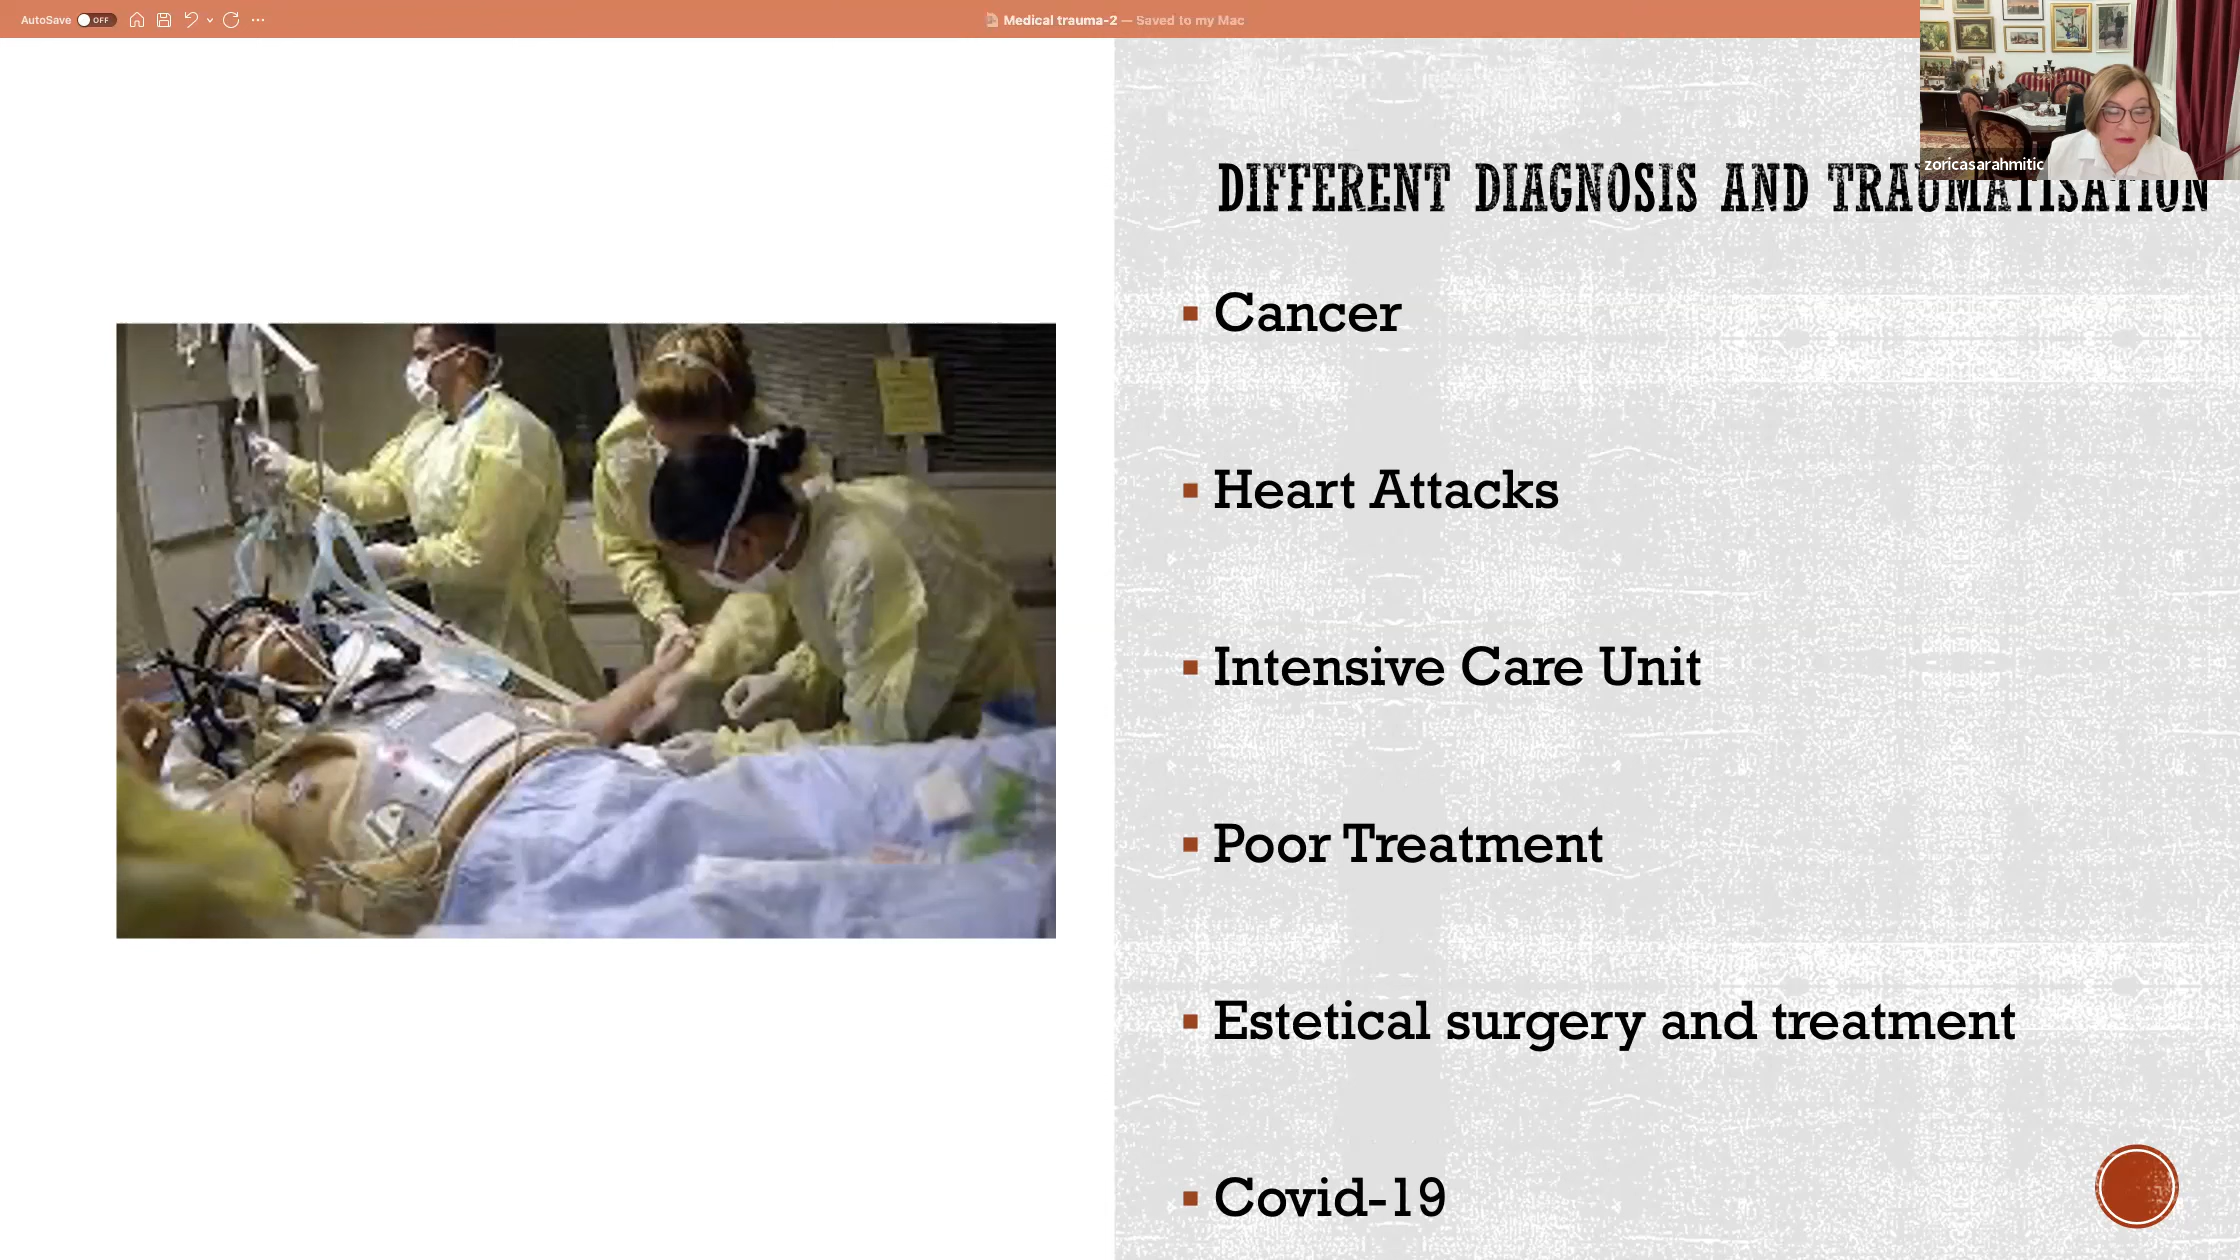 AutoSave OFF
Medical trauma-2 — Saved to my Mac
zoricasarahmitic
DIFFERENT DIAGNOSIS AND TRAUMATISATION
▪ Cancer
▪ Heart Attacks
▪ Intensive Care Unit
▪ Poor Treatment
▪ Estetical surgery and treatment
▪ Covid-19